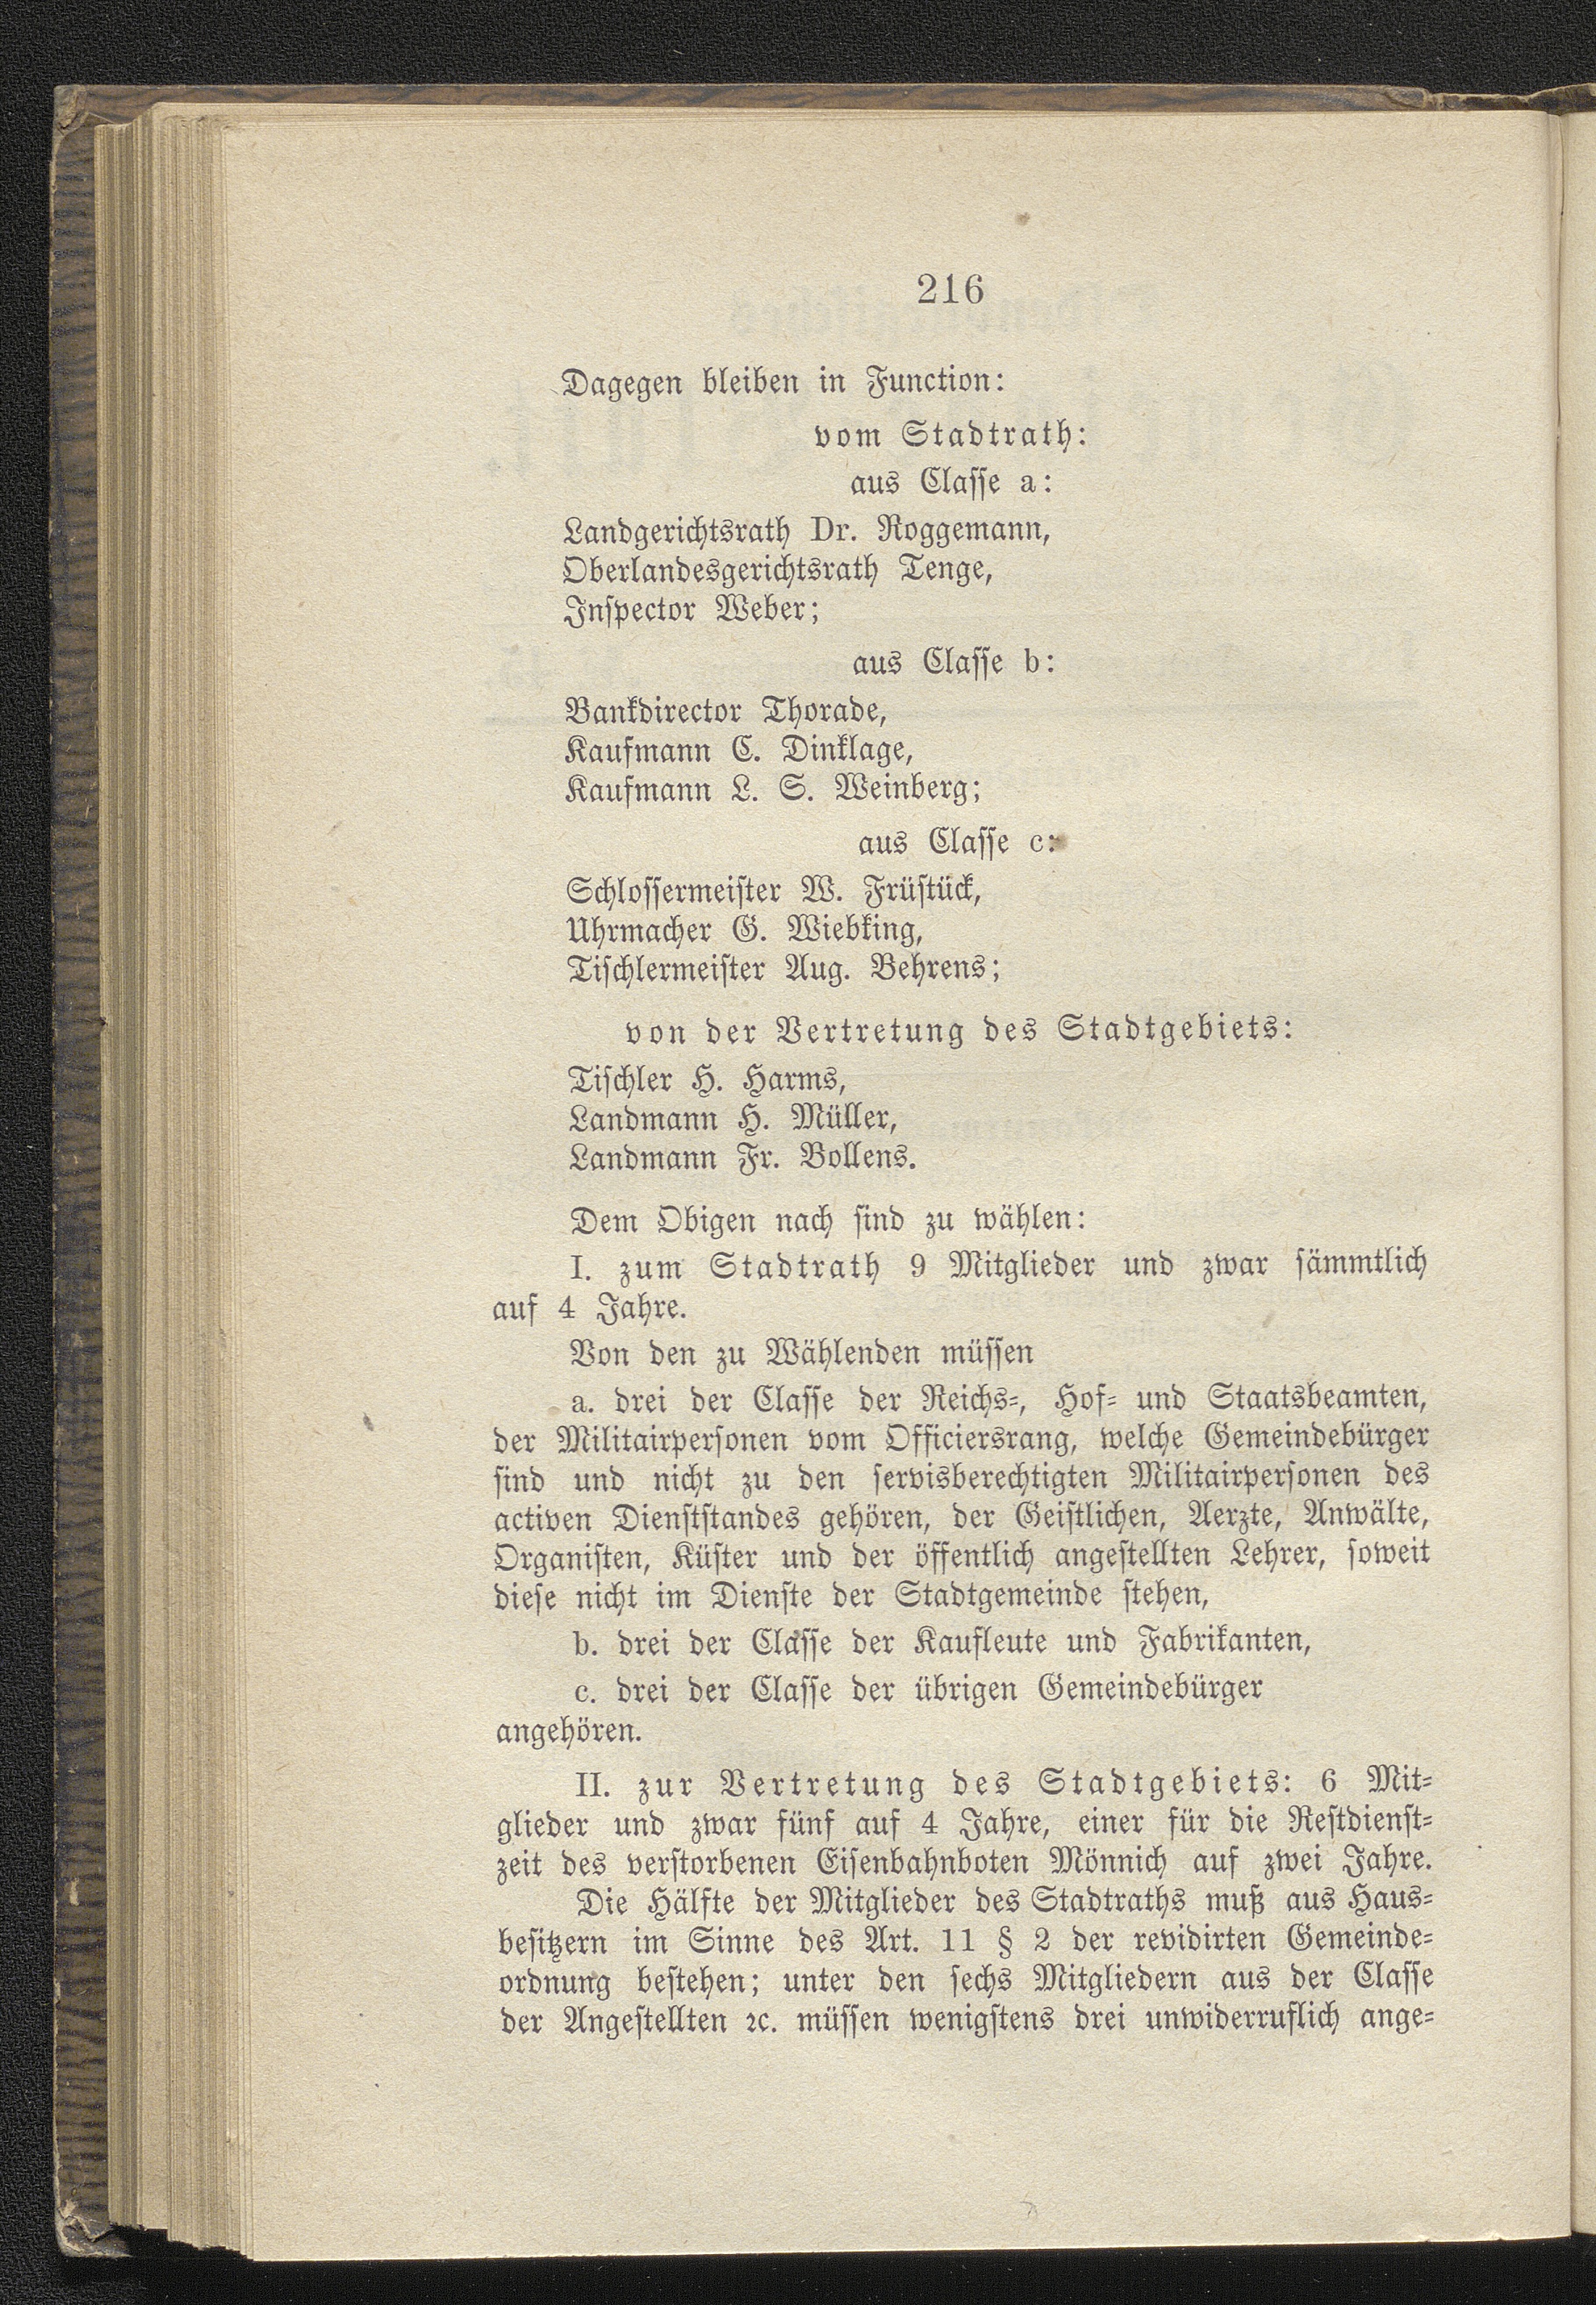 216
Dagegen bleiben in Function:
vom Stadtrath:
aus Classe a:
Landgerichtsrath Dr. Roggemann,
Oberlandesgerichtsrath Tenge,
Inspector Weber;
aus Classe b:
Bankdirector Thorade,
Kaufmann C. Dinklage,
Kaufmann L. S. Weinberg;
aus Classe c:
Schlossermeister W. Früstück,
Uhrmacher G. Wiebking,
Tischlermeister Aug. Behrens;
von der Vertretung des Stadtgebiets:
Tischler H. Harms,
Landmann H. Müller,
Landmann Fr. Bollens.
Dem Obigen nach sind zu wählen:
I. zum Stadtrath 9 Mitglieder und zwar sämmtlich
auf 4 Jahre.
Von den zu Wählenden müssen
a. drei der Classe der Reichs-, Hof- und Staatsbeamten,
der Militairpersonen vom Officiersrang, welche Gemeindebürger
sind und nicht zu den servisberechtigten Militairpersonen des
activen Dienststandes gehören, der Geistlichen, Aerzte, Anwälte,
Organisten, Küster und der öffentlich angestellten Lehrer, soweit
diese nicht im Dienste der Stadtgemeinde stehen,
b. drei der Classe der Kaufleute und Fabrikanten,
c. drei der Classe der übrigen Gemeindebürger
angehören.
II. zur Vertretung des Stadtgebiets: 6 Mit-
glieder und zwar fünf auf 4 Jahre, einer für die Restdienst-
zeit des verstorbenen Eisenbahnboten Mönnich auf zwei Jahre.
Die Hälfte der Mitglieder des Stadtraths muß aus Haus-
besitzern im Sinne des Art. 11 § 2 der revidirten Gemeinde-
ordnung bestehen; unter den sechs Mitgliedern aus der Classe
der Angestellten ꝛc. müssen wenigstens drei unwiderruflich ange-